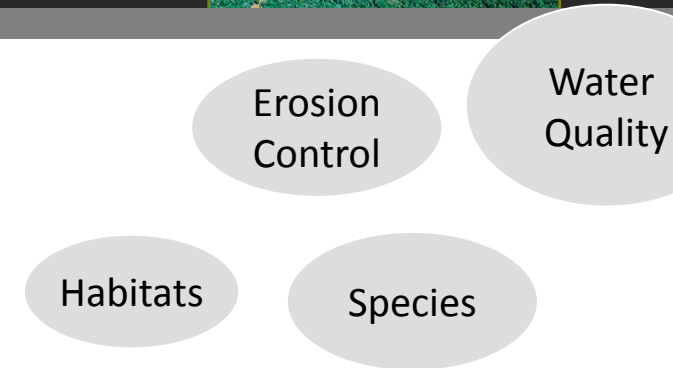 Erosion
Control
Water
Quality
Habitats
Species